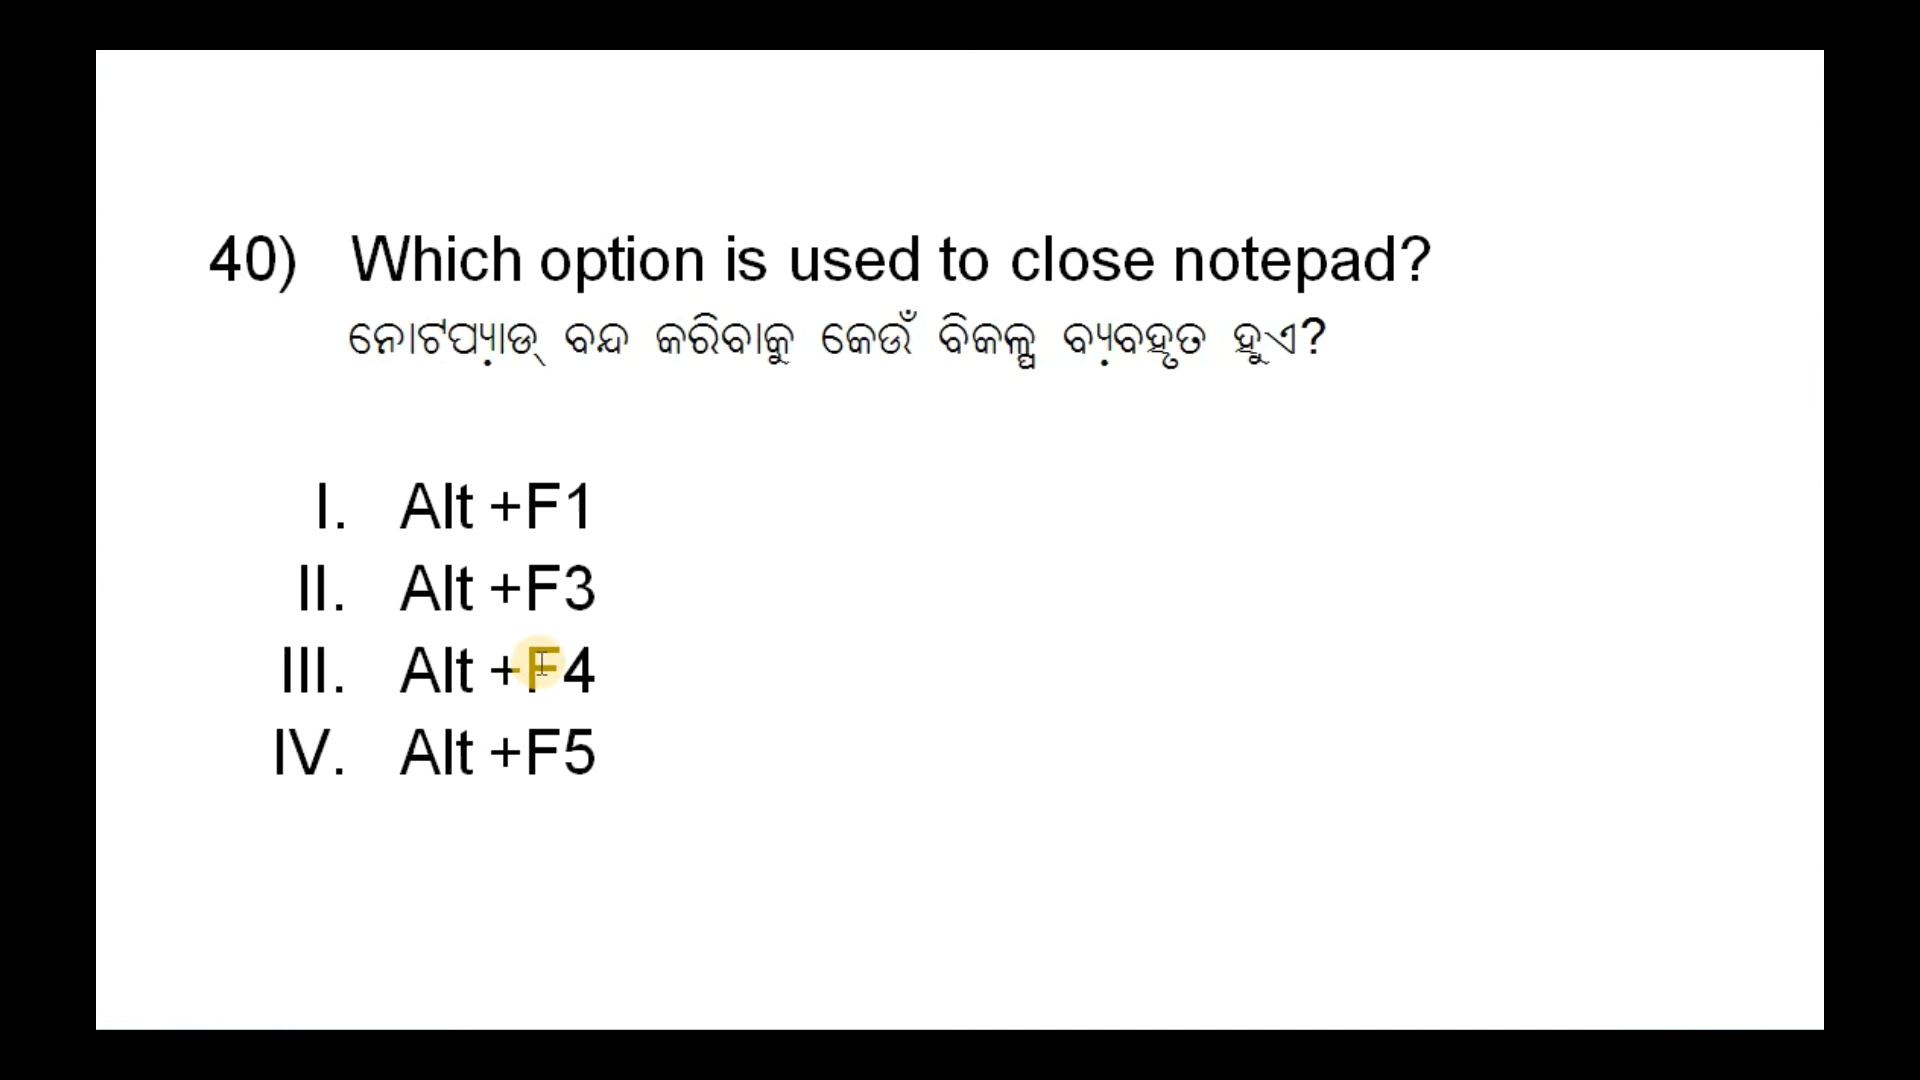 40) Which option is used to close notepad?
ନୋଟପ୍ୟାଡ୍ ବନ୍ଦ କରିବାକୁ କେଉଁ ବିକଳ୍ପ ବ୍ୟବହୃତ ହୁଏ?
I. Alt +F1
II. Alt +F3
III. Alt +F4
IV. Alt +F5